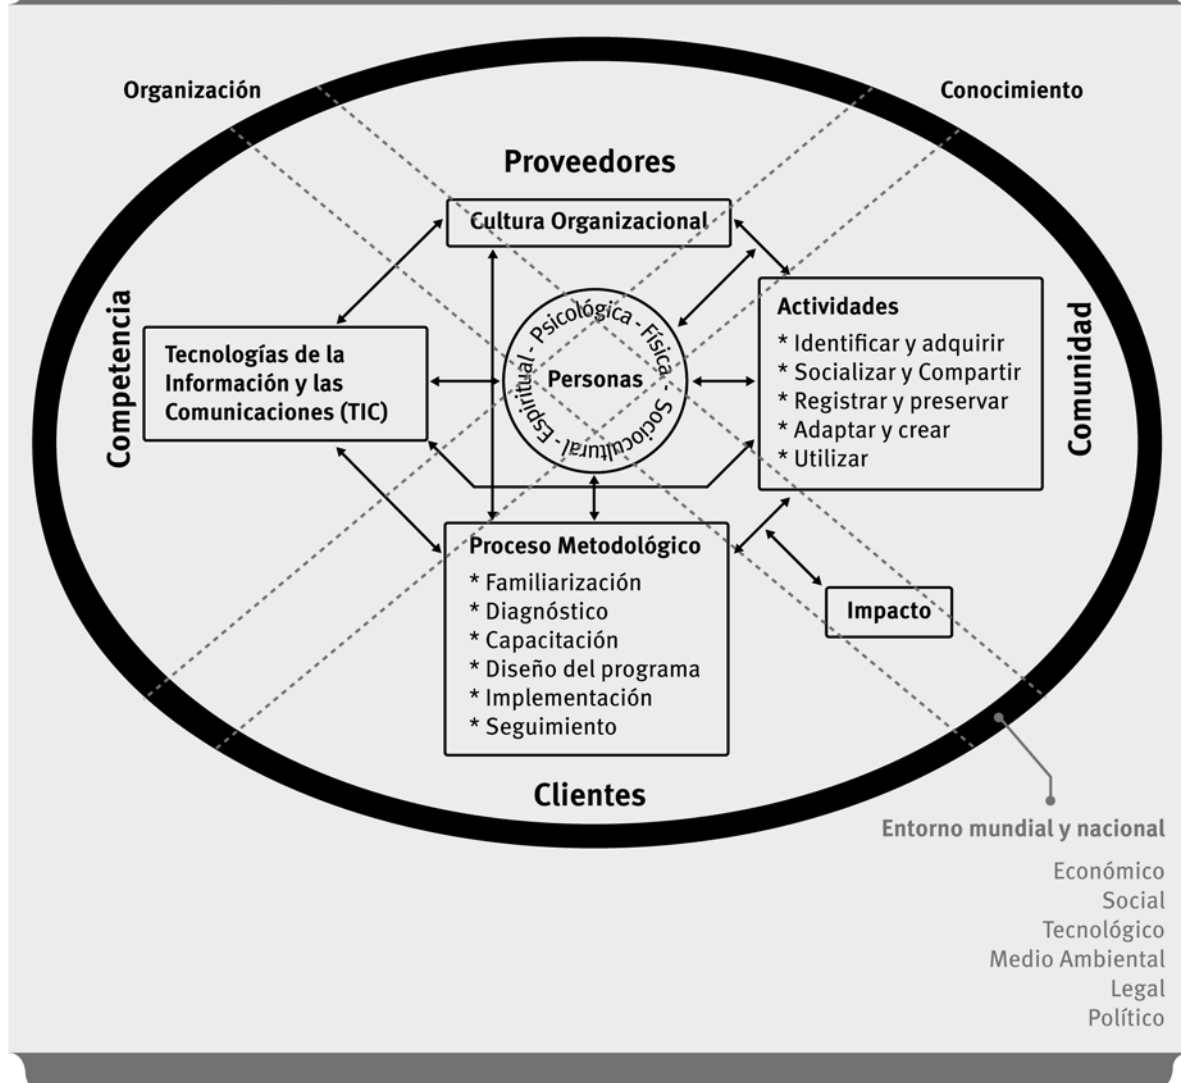 Organización
Conocimiento
Proveedores
Cultura Organizacional
Competencia
Tecnologías de la
Información y las
Comunicaciones (TIC)
Espiritual - Psicológica - Física - Sociocultural -
Personas
Actividades
* Identificar y adquirir
* Socializar y Compartir
* Registrar y preservar
* Adaptar y crear
* Utilizar
Comunidad
Proceso Metodológico
* Familiarización
* Diagnóstico
* Capacitación
* Diseño del programa
* Implementación
* Seguimiento
Impacto
Clientes
Entorno mundial y nacional
Económico
Social
Tecnológico
Medio Ambiental
Legal
Político